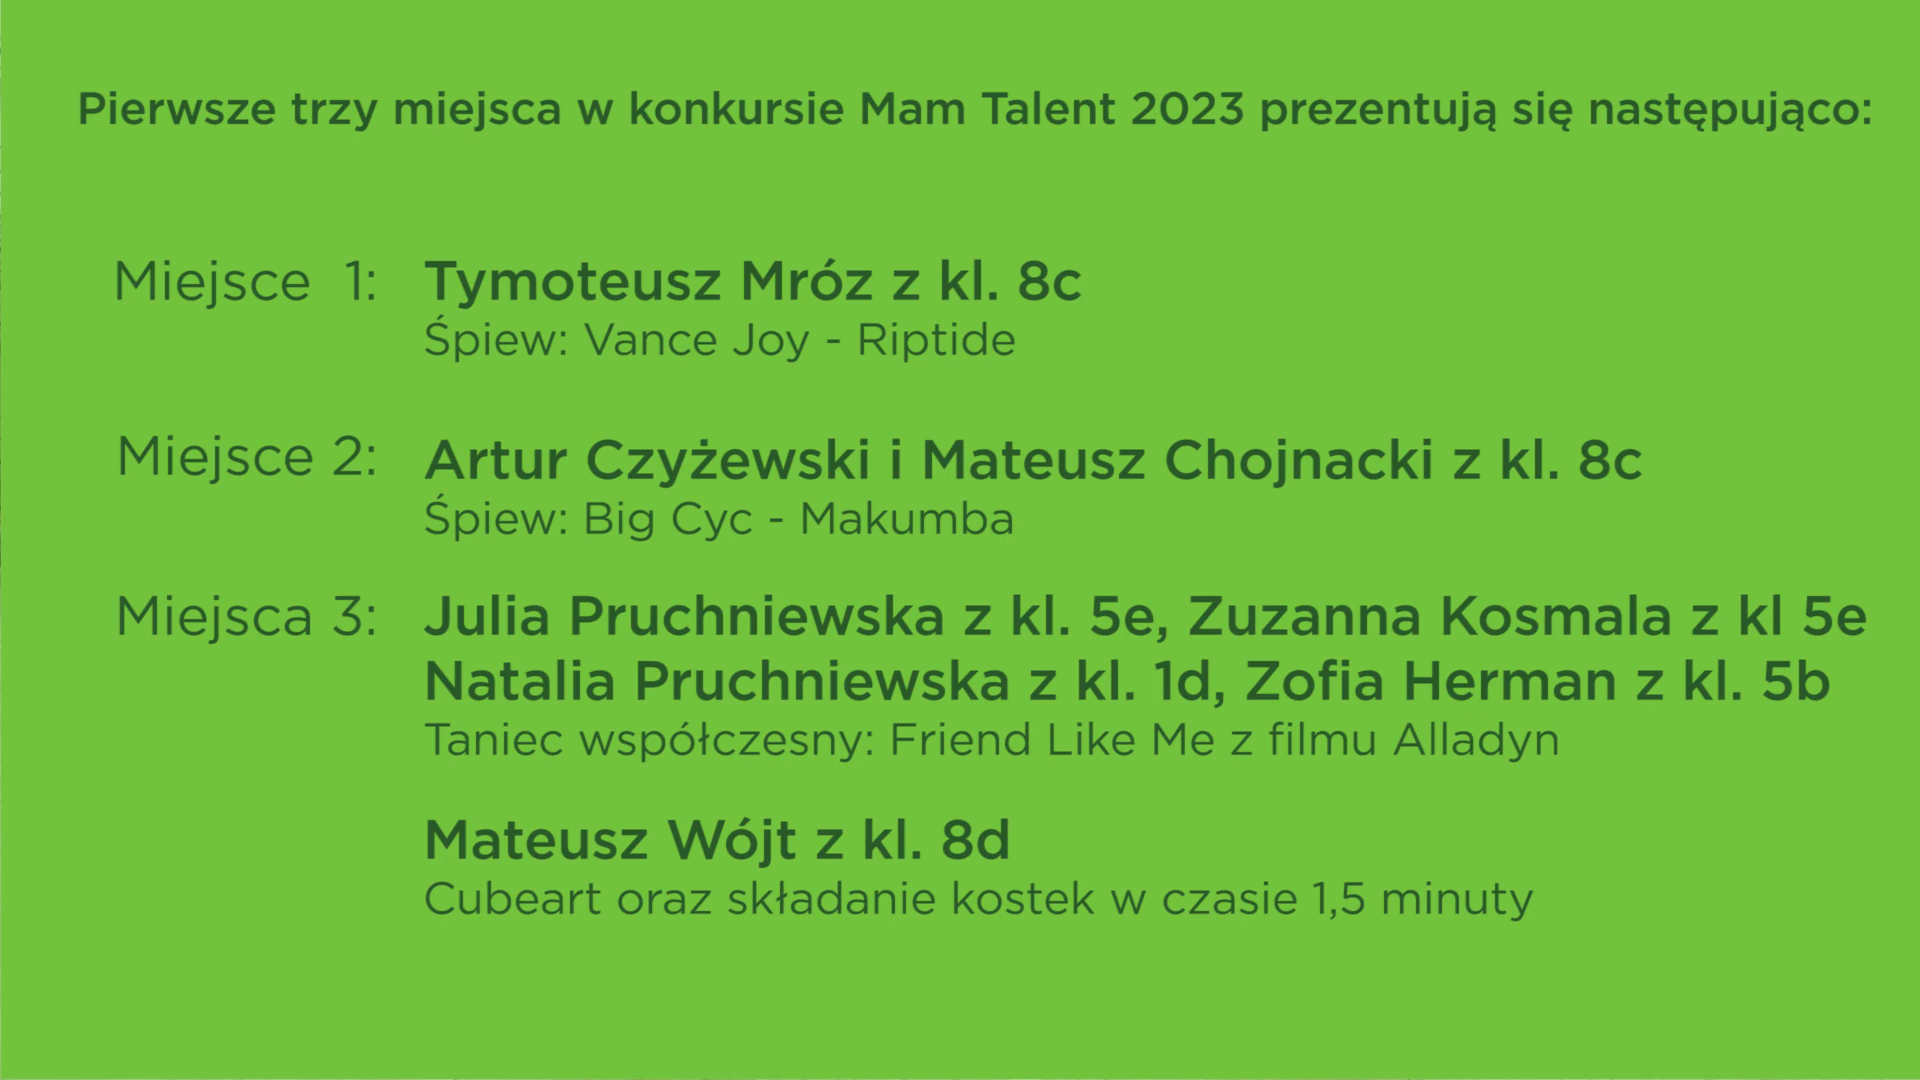 Pierwsze trzy miejsca w konkursie Mam Talent 2023 prezentują się następująco:
Miejsce 1: Tymoteusz Mróz z kl. 8c
Śpiew: Vance Joy - Riptide
Miejsce 2: Artur Czyżewski i Mateusz Chojnacki z kl. 8c
Śpiew: Big Cyc - Makumba
Miejsca 3: Julia Pruchniewska z kl. 5e, Zuzanna Kosmala z kl 5e
Natalia Pruchniewska z kl. 1d, Zofia Herman z kl. 5b
Taniec współczesny: Friend Like Me z filmu Alladyn
Mateusz Wójt z kl. 8d
Cubeart oraz składanie kostek w czasie 1,5 minuty